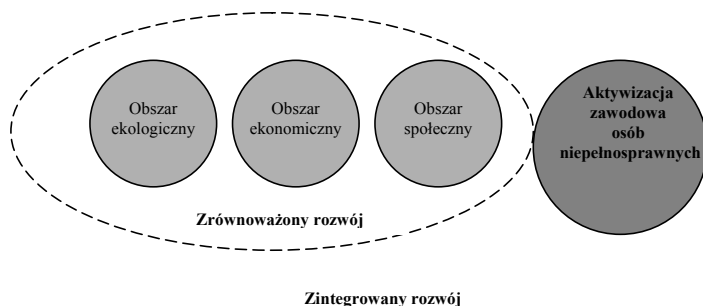 Obszar
ekologiczny
Obszar
ekonomiczny
Obszar
społeczny
Aktywizacja
zawodowa
osób
niepełnosprawnych
Zrównoważony rozwój
Zintegrowany rozwój